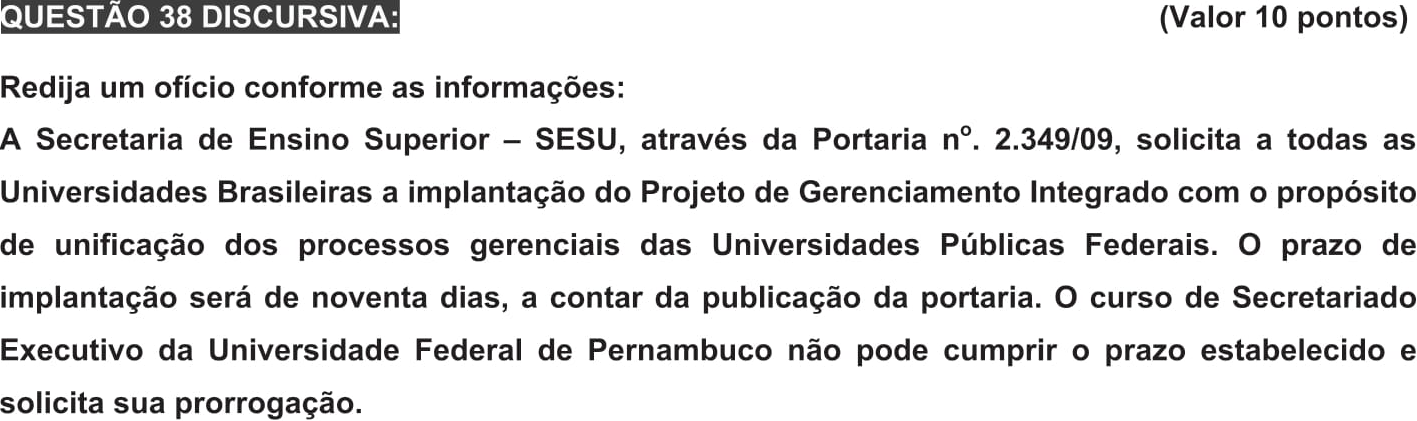 QUESTÃO 38 DISCURSIVA: (Valor 10 pontos)
Redija um ofício conforme as informações:
A Secretaria de Ensino Superior – SESU, através da Portaria nº. 2.349/09, solicita a todas as
Universidades Brasileiras a implantação do Projeto de Gerenciamento Integrado com o propósito
de unificação dos processos gerenciais das Universidades Públicas Federais. O prazo de
implantação será de noventa dias, a contar da publicação da portaria. O curso de Secretariado
Executivo da Universidade Federal de Pernambuco não pode cumprir o prazo estabelecido e
solicita sua prorrogação.